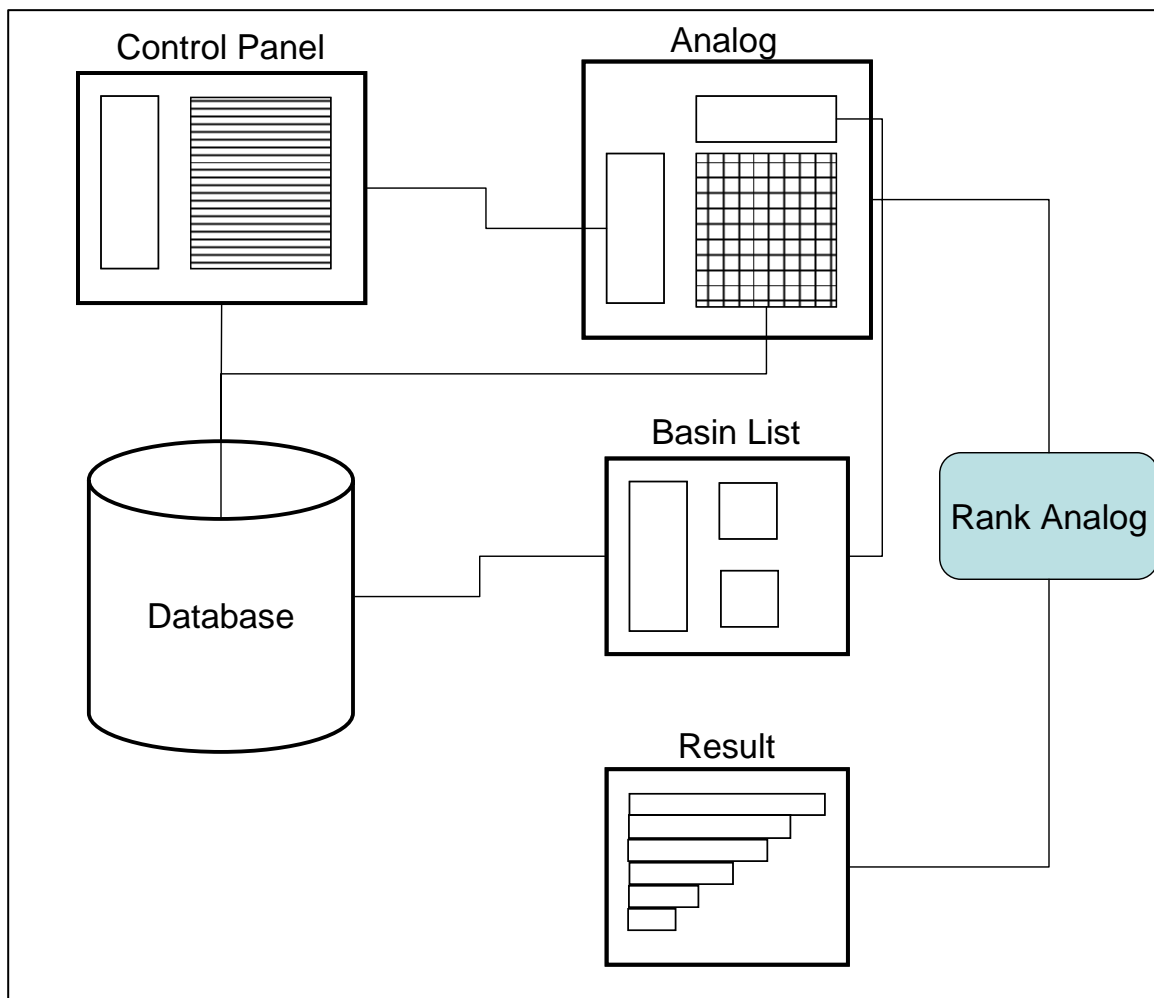 Control Panel
Analog
Basin List
Rank Analog
Database
Result